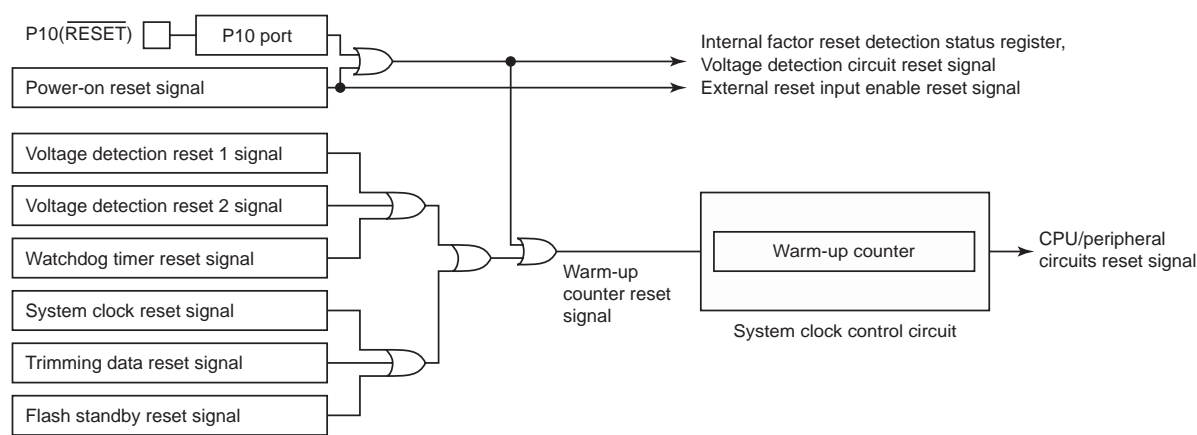 P10(RESET)
P10 port
Power-on reset signal
Internal factor reset detection status register,
Voltage detection circuit reset signal
External reset input enable reset signal
Voltage detection reset 1 signal
Voltage detection reset 2 signal
Watchdog timer reset signal
System clock reset signal
Trimming data reset signal
Flash standby reset signal
Warm-up
counter reset
signal
Warm-up counter
System clock control circuit
CPU/peripheral
circuits reset signal